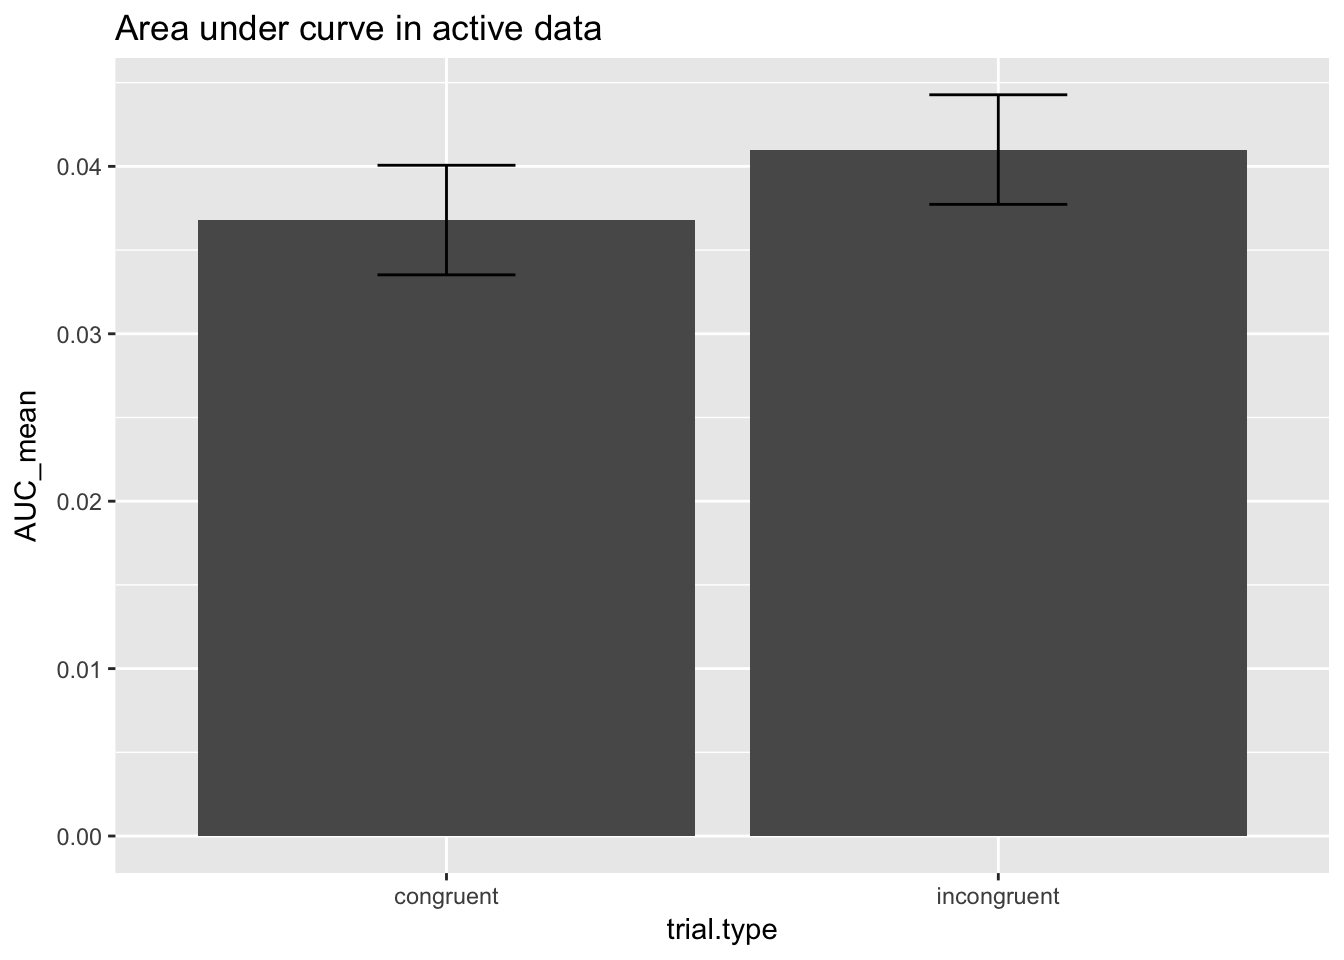 Area under curve in active data
0.04
0.03
0.02
0.01
0.00
AUC_mean
congruent incongruent
trial.type